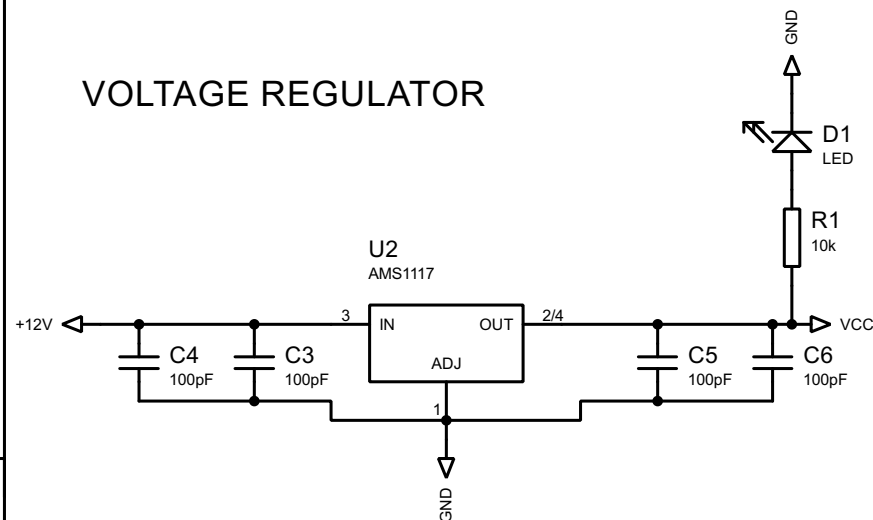 GND
VOLTAGE REGULATOR
D1
LED
R1
10k
U2
AMS1117
+12V
3
IN
OUT
2/4
VCC
ADJ
C4
100pF
C3
100pF
C5
100pF
C6
100pF
1
GND